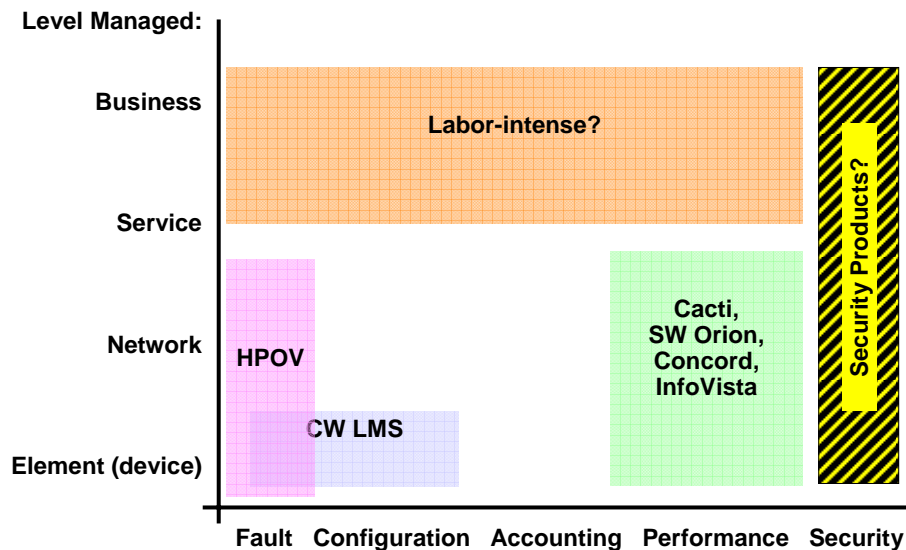 Level Managed:
Business
Labor-intense?
Service
Security Products?
Cacti,
SW Orion,
Concord,
InfoVista
Network
HPOV
CW LMS
Element (device)
Fault Configuration Accounting Performance Security